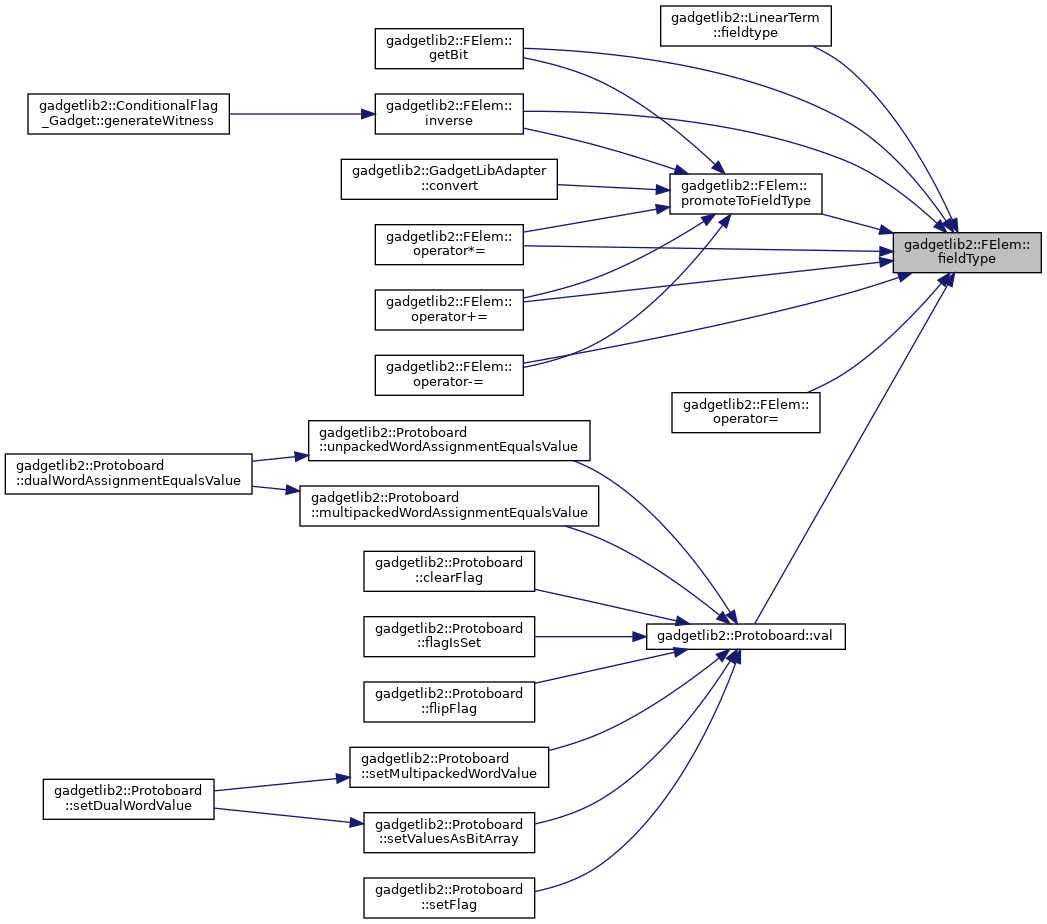 gadgetlib2::LinearTerm
::fieldtype
gadgetlib2::FElem::
getBit
gadgetlib2::ConditionalFlag
_Gadget::generateWitness
gadgetlib2::FElem::
inverse
gadgetlib2::GadgetLibAdapter
::convert
gadgetlib2::FElem::
promoteToFieldType
gadgetlib2::FElem::
operator*=
gadgetlib2::FElem::
fieldType
gadgetlib2::FElem::
operator+=
gadgetlib2::FElem::
operator-=
gadgetlib2::FElem::
operator=
gadgetlib2::Protoboard
::unpackedWordAssignmentEqualsValue
gadgetlib2::Protoboard
::dualWordAssignmentEqualsValue
gadgetlib2::Protoboard
::multipackedWordAssignmentEqualsValue
gadgetlib2::Protoboard
::clearFlag
gadgetlib2::Protoboard
::flagIsSet
gadgetlib2::Protoboard::val
gadgetlib2::Protoboard
::flipFlag
gadgetlib2::Protoboard
::setMultipackedWordValue
gadgetlib2::Protoboard
::setDualWordValue
gadgetlib2::Protoboard
::setValuesAsBitArray
gadgetlib2::Protoboard
::setFlag